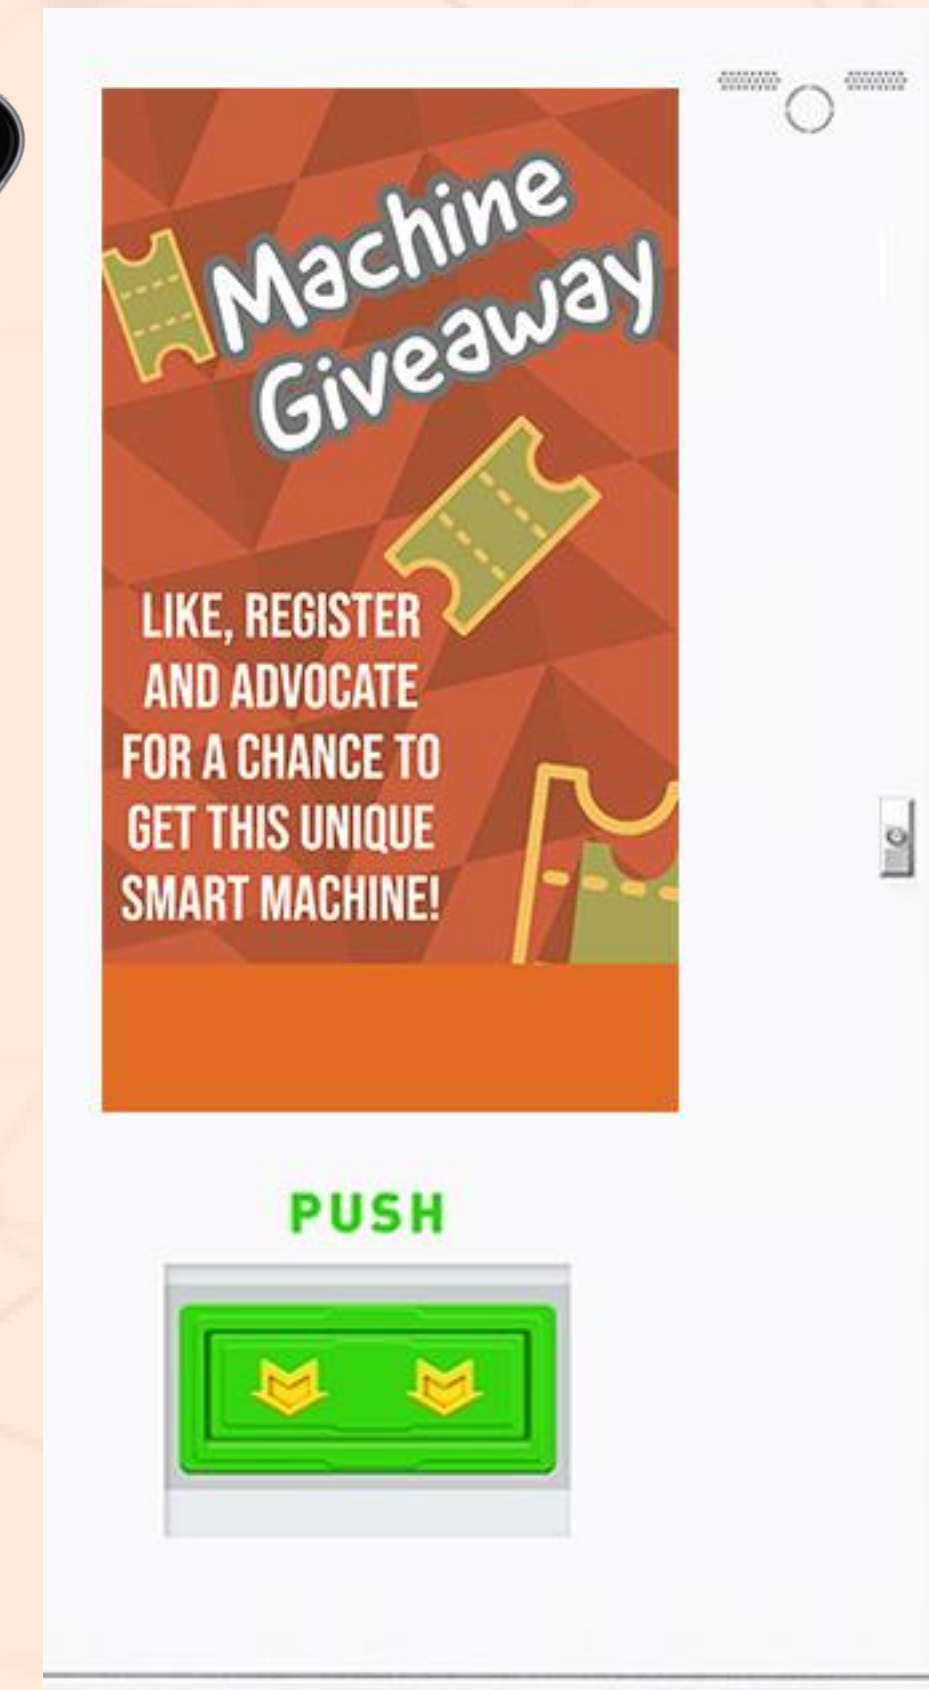 Machine
Giveaway
LIKE, REGISTER
AND ADVOCATE
FOR A CHANCE TO
GET THIS UNIQUE
SMART MACHINE!
PUSH